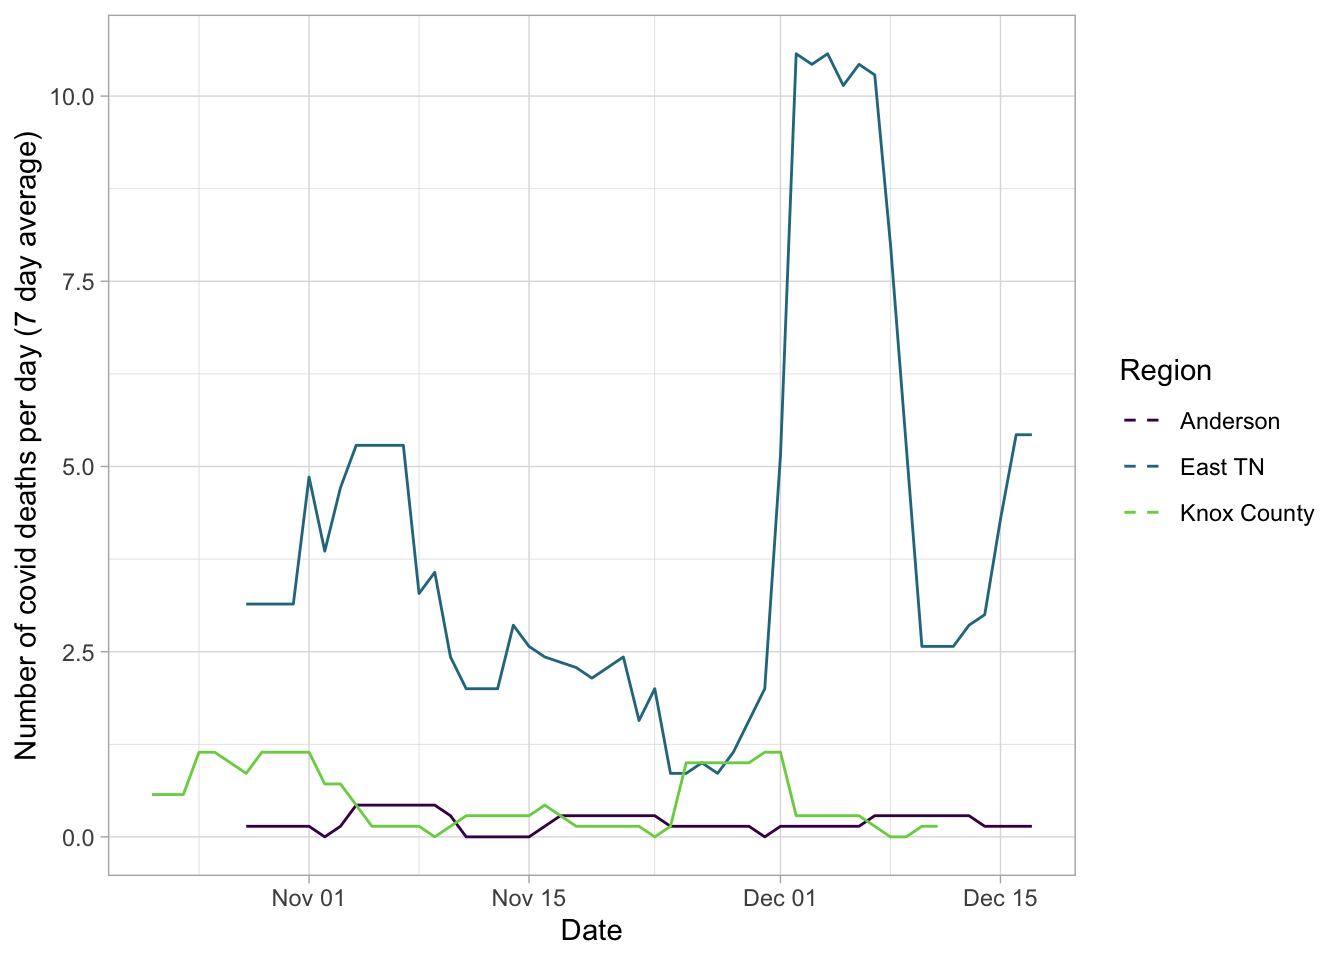 Number of covid deaths per day (7 day average)
10.0
7.5
5.0
2.5
0.0
Nov 01
Nov 15
Dec 01
Dec 15
Date
Region
Anderson
East TN
Knox County